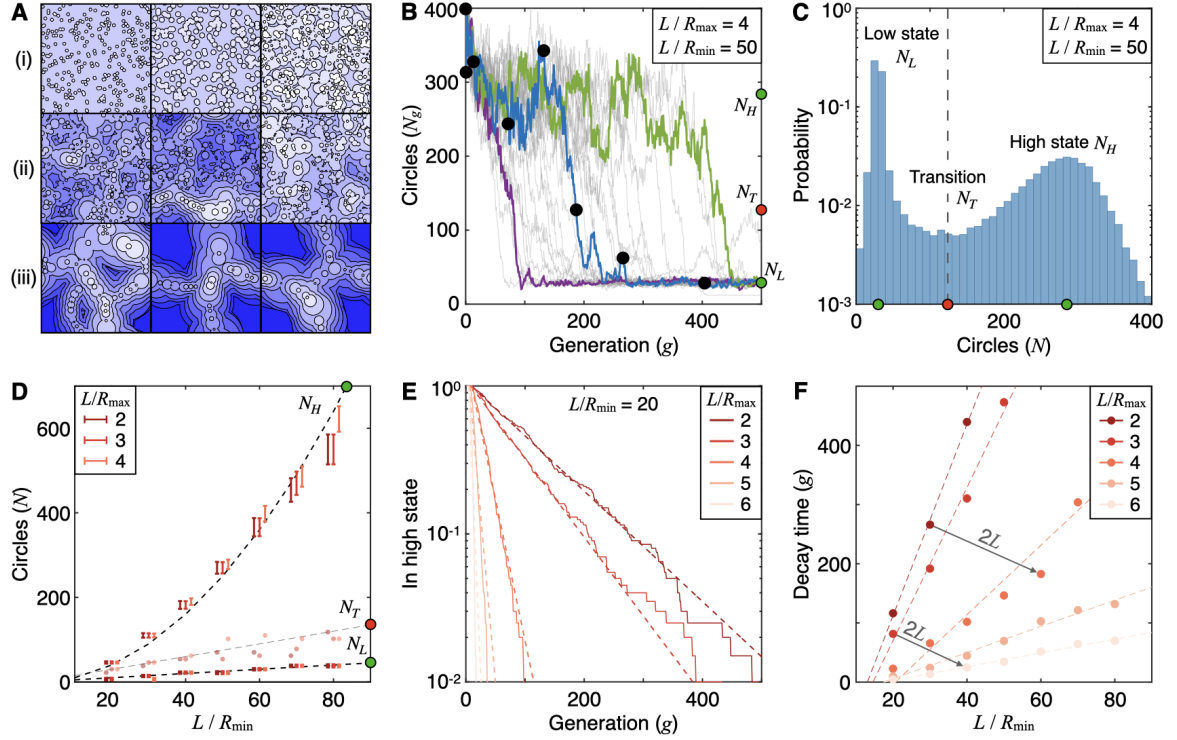 A
(i)
(ii)
(iii)
B
Circles (N_g)
400
300
200
100
0
0
200
400
Generation (g)
L / R_max = 4
L / R_min = 50
N_H
N_T
N_L
C
Probability
10^0
10^-1
10^-2
10^-3
0
200
400
Circles (N)
L / R_max = 4
L / R_min = 50
Low state
N_L
High state N_H
Transition
N_T
D
Circles (N)
600
400
200
0
20
40
60
80
L / R_min
L/R_max
2
3
4
N_H
N_T
N_L
E
In high state
10^0
10^-1
10^-2
0
200
400
Generation (g)
L/R_min = 20
L/R_max
2
3
4
5
6
F
Decay time (g)
400
200
0
0
20
40
60
80
L / R_min
L/R_max
2
3
4
5
6
2L
2L